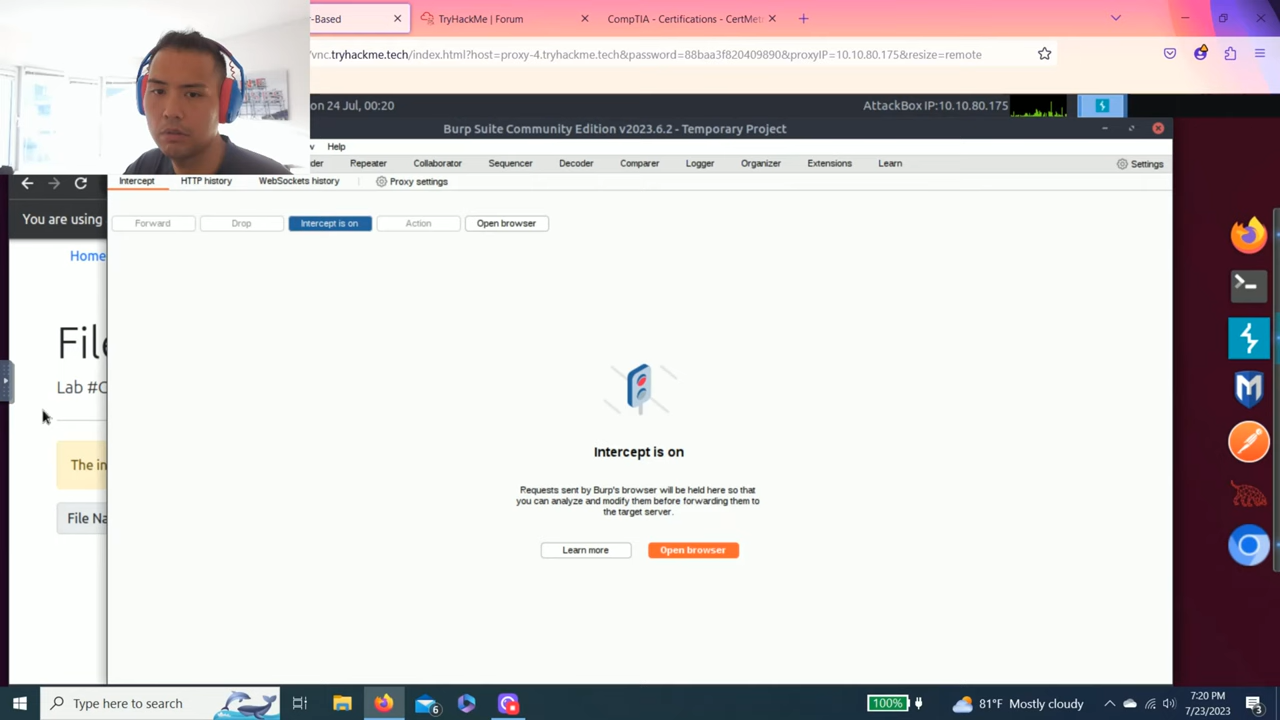 r-Based
TryHackMe | Forum
CompTIA - Certifications - CertMet
vnc.tryhackme.tech/index.html?host=proxy-4.tryhackme.tech&password=88baa3f820409890&proxyIP=10.10.80.175&resize=remote
on 24 Jul, 00:20
AttackBox IP:10.10.80.175
Burp Suite Community Edition v2023.6.2 - Temporary Project
Help
der Repeater Collaborator Sequencer Decoder Comparer Logger Organizer Extensions Learn Settings
Intercept HTTP history WebSockets history Proxy settings
You are using
Forward Drop Intercept is on Action Open browser
Home
File
Lab #C
The in
File Na
Intercept is on
Requests sent by Burp's browser will be held here so that
you can analyze and modify them before forwarding them to
the target server.
Learn more Open browser
Type here to search
6
100%
81°F Mostly cloudy
7:20 PM
7/23/2023
3